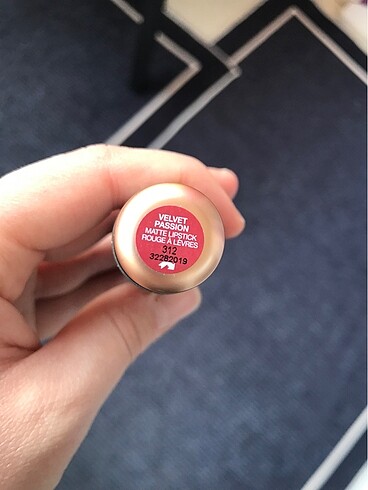 VELVET
PASSION
MATTE LIPSTICK
ROUGE À LÈVRES
312
32282019